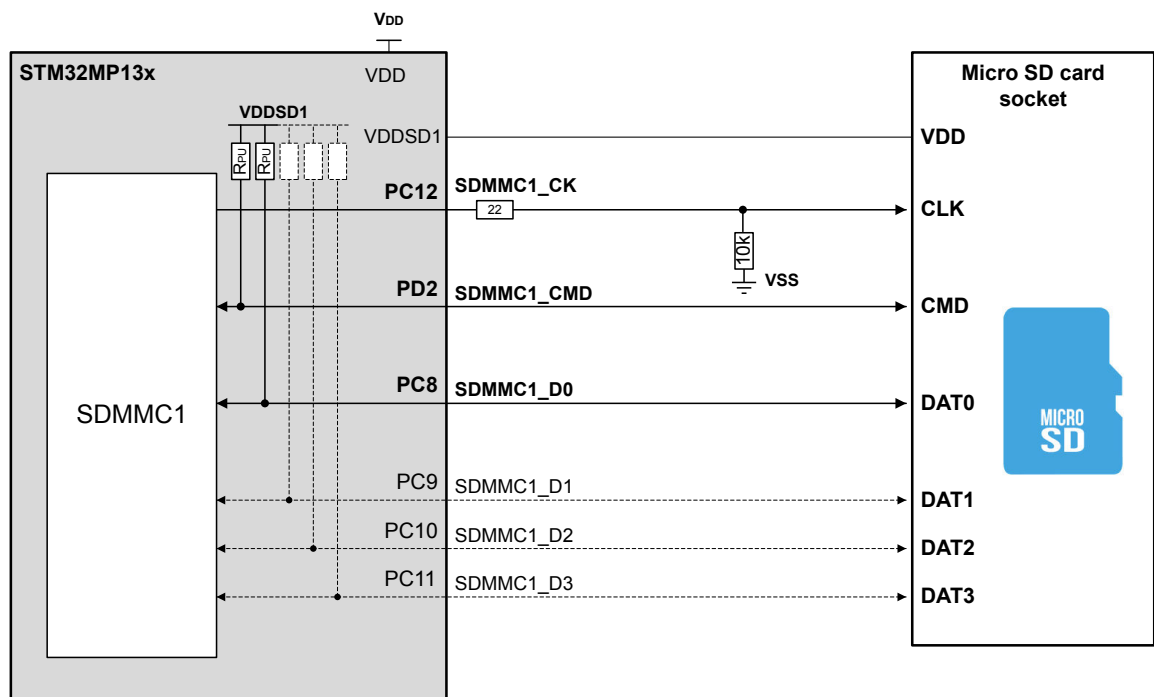 VDD
STM32MP13x
VDD
Micro SD card
socket
VDDSD1
VDDSD1
VDD
RPU
RPU
PC12
SDMMC1_CK
22
CLK
10k
VSS
PD2
SDMMC1_CMD
CMD
SDMMC1
PC8
SDMMC1_D0
DAT0
MICRO
SD
PC9
SDMMC1_D1
DAT1
PC10
SDMMC1_D2
DAT2
PC11
SDMMC1_D3
DAT3